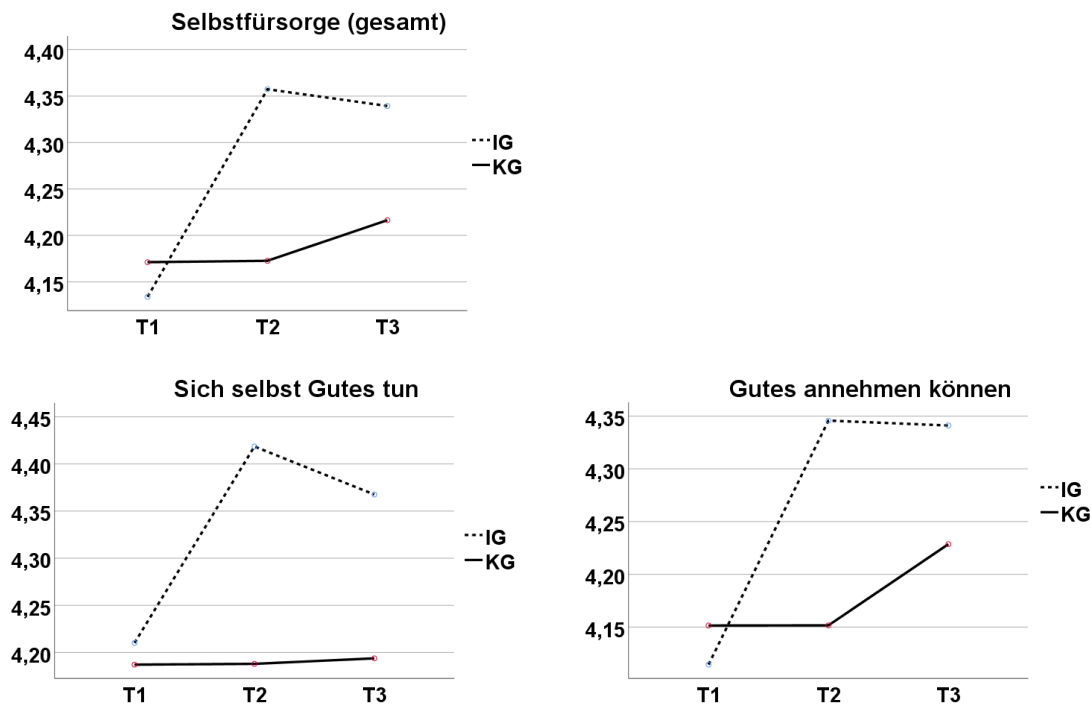 Selbstfürsorge (gesamt)
4,40
4,35
4,30
4,25
4,20
4,15
T1 T2 T3
IG
KG
Sich selbst Gutes tun
4,45
4,40
4,35
4,30
4,25
4,20
T1 T2 T3
IG
KG
Gutes annehmen können
4,35
4,30
4,25
4,20
4,15
T1 T2 T3
IG
KG